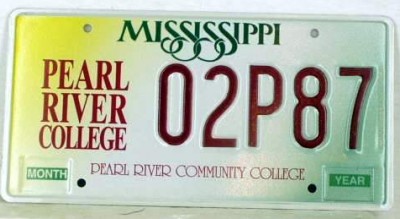 MISSISSIPPI
PEARL
RIVER
COLLEGE
02P87
MONTH
PEARL RIVER COMMUNITY COLLEGE
YEAR